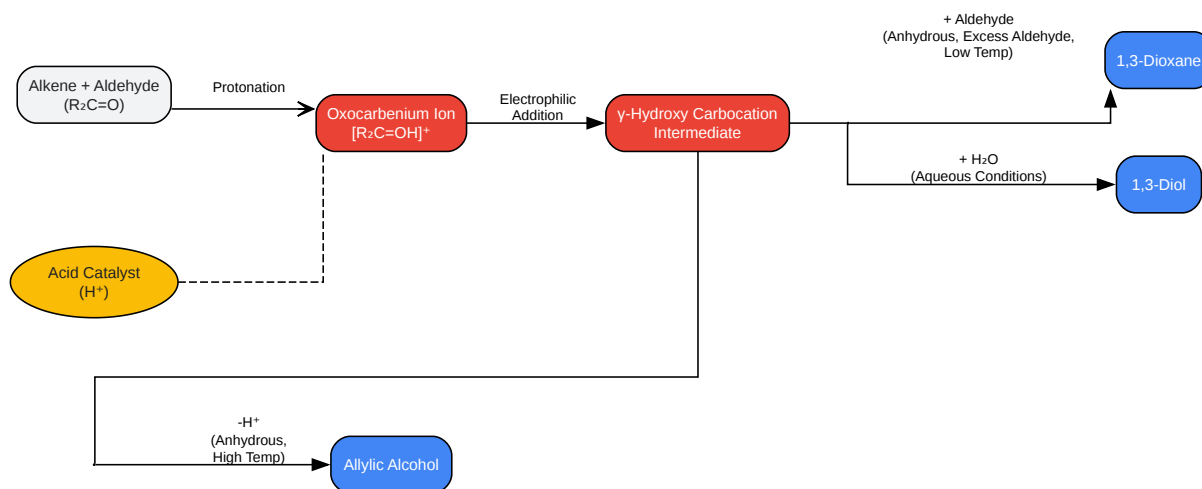 + Aldehyde
(Anhydrous, Excess Aldehyde,
Low Temp)
1,3-Dioxane
Alkene + Aldehyde
(R₂C=O)
Protonation
Oxocarbenium Ion
[R₂C=OH]⁺
Electrophilic
Addition
γ-Hydroxy Carbocation
Intermediate
+ H₂O
(Aqueous Conditions)
1,3-Diol
Acid Catalyst
(H⁺)
-H⁺
(Anhydrous,
High Temp)
Allylic Alcohol